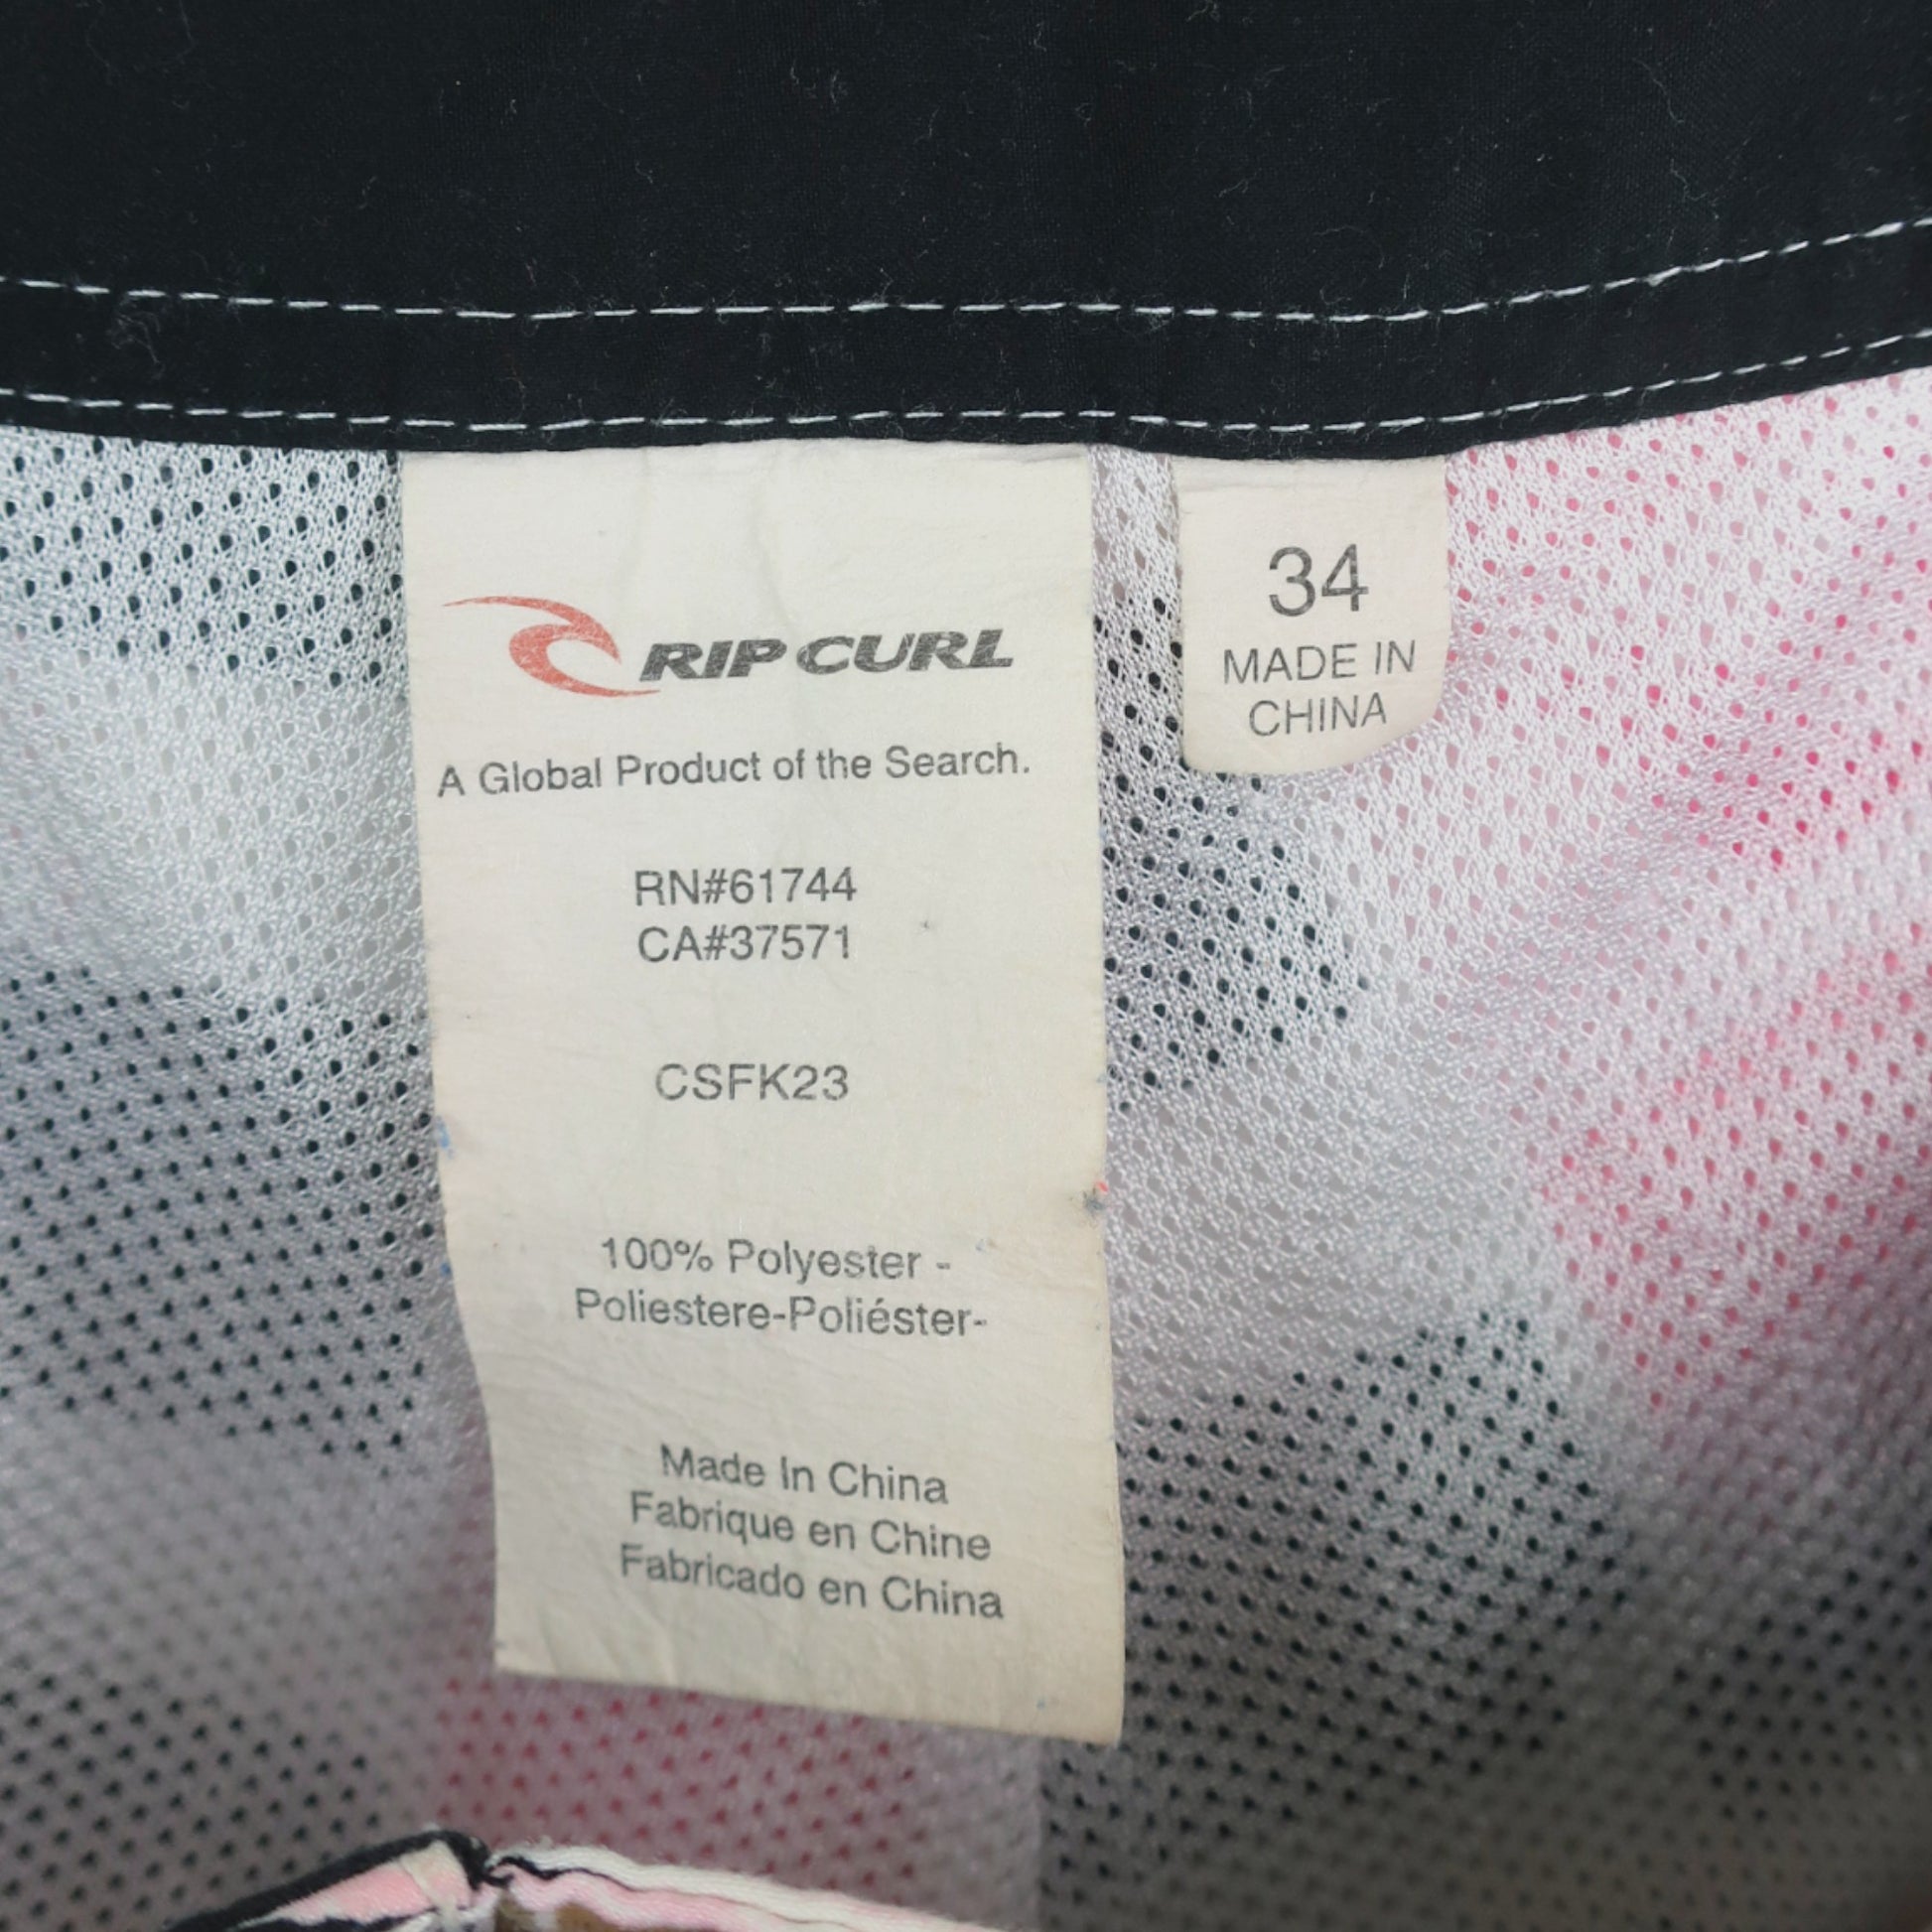 RIP CURL
A Global Product of the Search.
RN#61744
CA#37571
CSFK23
100% Polyester -
Poliestere-Poliéster-
Made In China
Fabrique en Chine
Fabricado en China
34
MADE IN
CHINA